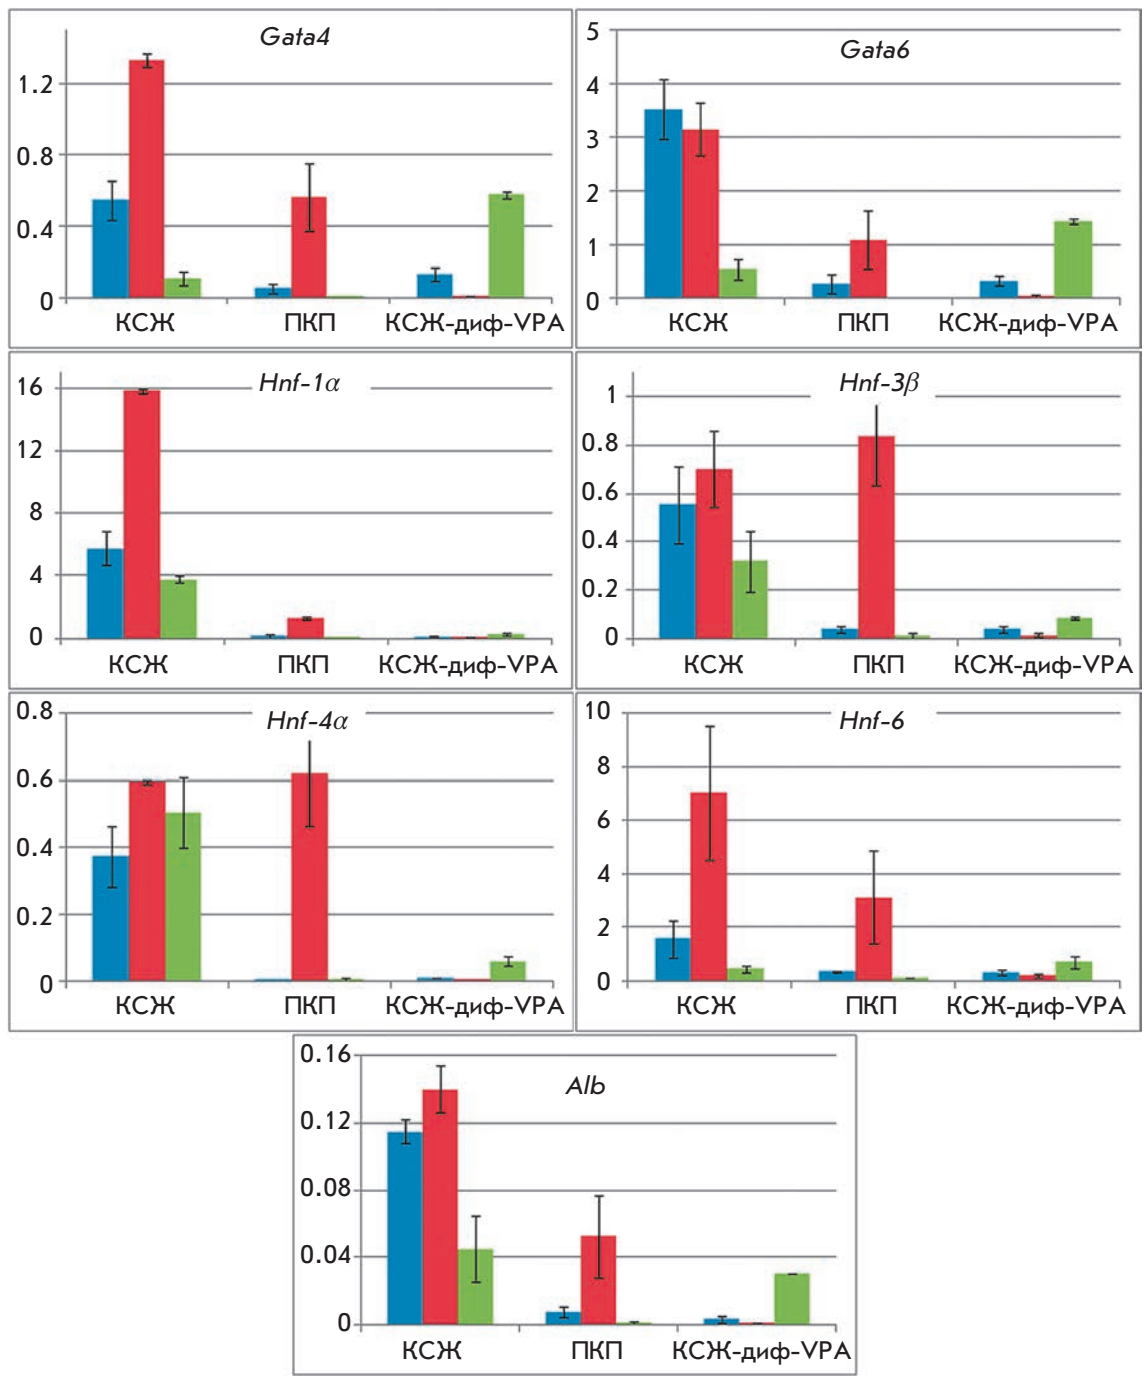 Gata4
1.2
0.8
0.4
0
КСЖ ПКП КСЖ-диф-VPA
Gata6
5
4
3
2
1
0
КСЖ ПКП КСЖ-диф-VPA
Hnf-1α
16
12
8
4
0
КСЖ ПКП КСЖ-диф-VPA
Hnf-3β
1
0.8
0.6
0.4
0.2
0
КСЖ ПКП КСЖ-диф-VPA
Hnf-4α
0.8
0.6
0.4
0.2
0
КСЖ ПКП КСЖ-диф-VPA
Hnf-6
10
8
6
4
2
0
КСЖ ПКП КСЖ-диф-VPA
Alb
0.16
0.12
0.08
0.04
0
КСЖ ПКП КСЖ-диф-VPA